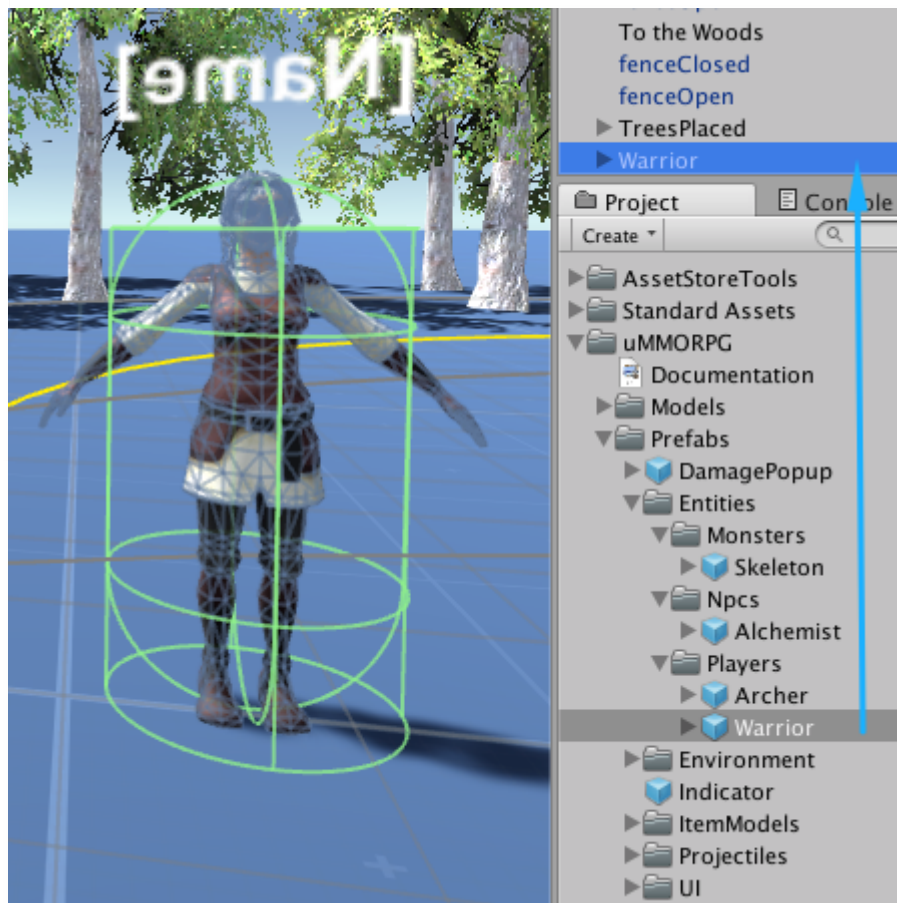 [Name]
To the Woods
fenceClosed
fenceOpen
TreesPlaced
Warrior
Project
Console
Create
AssetStoreTools
Standard Assets
uMMORPG
Documentation
Models
Prefabs
DamagePopup
Entities
Monsters
Skeleton
Npcs
Alchemist
Players
Archer
Warrior
Environment
Indicator
ItemModels
Projectiles
UI